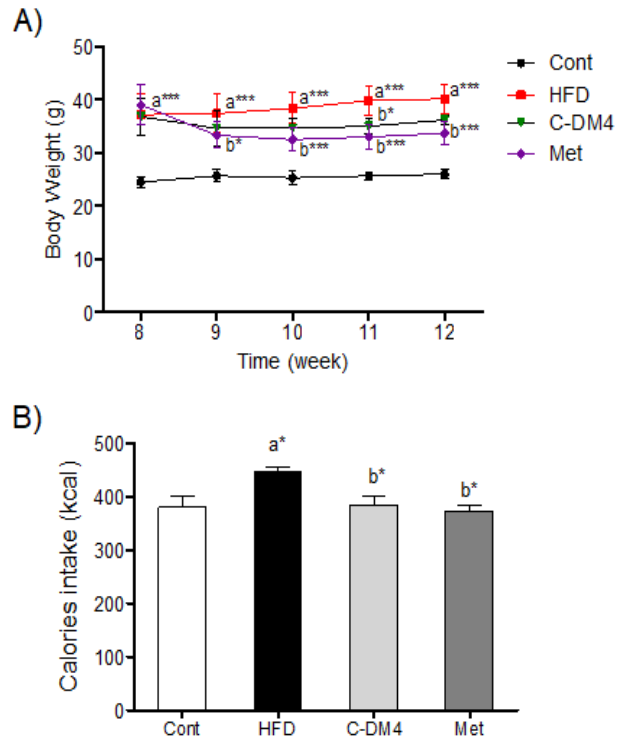 A)
50
40
30
20
10
0
Body Weight (g)
a***
a***
a***
a***
a***
b*
b*
b***
b***
b***
8 9 10 11 12
Time (week)
Cont
HFD
C-DM4
Met
B)
500
400
300
200
100
0
Calories intake (kcal)
a*
b*
b*
Cont HFD C-DM4 Met